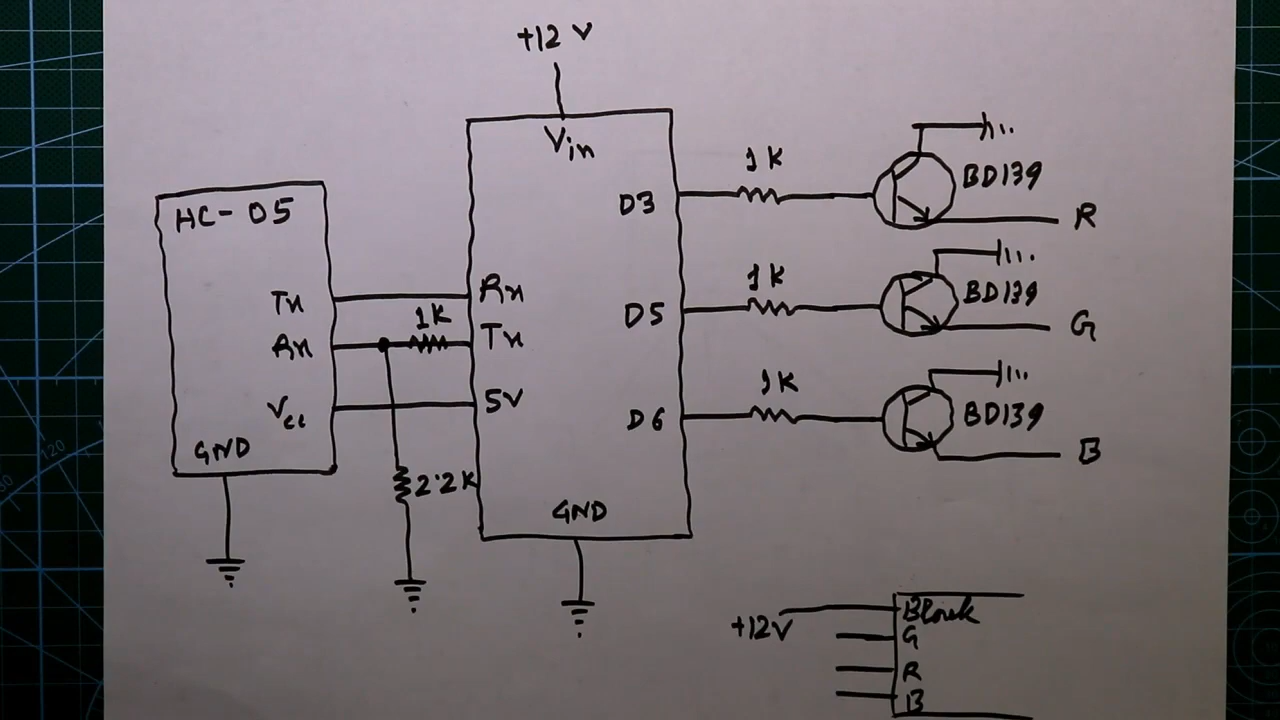 +12 V
Vin
HC-05
Tx
Rx
Vcc
GND
1K
2.2K
Rx
Tx
5V
GND
D3
D5
D6
1K
BD139
R
1K
BD139
G
1K
BD139
B
+12V
Black
G
R
B
120